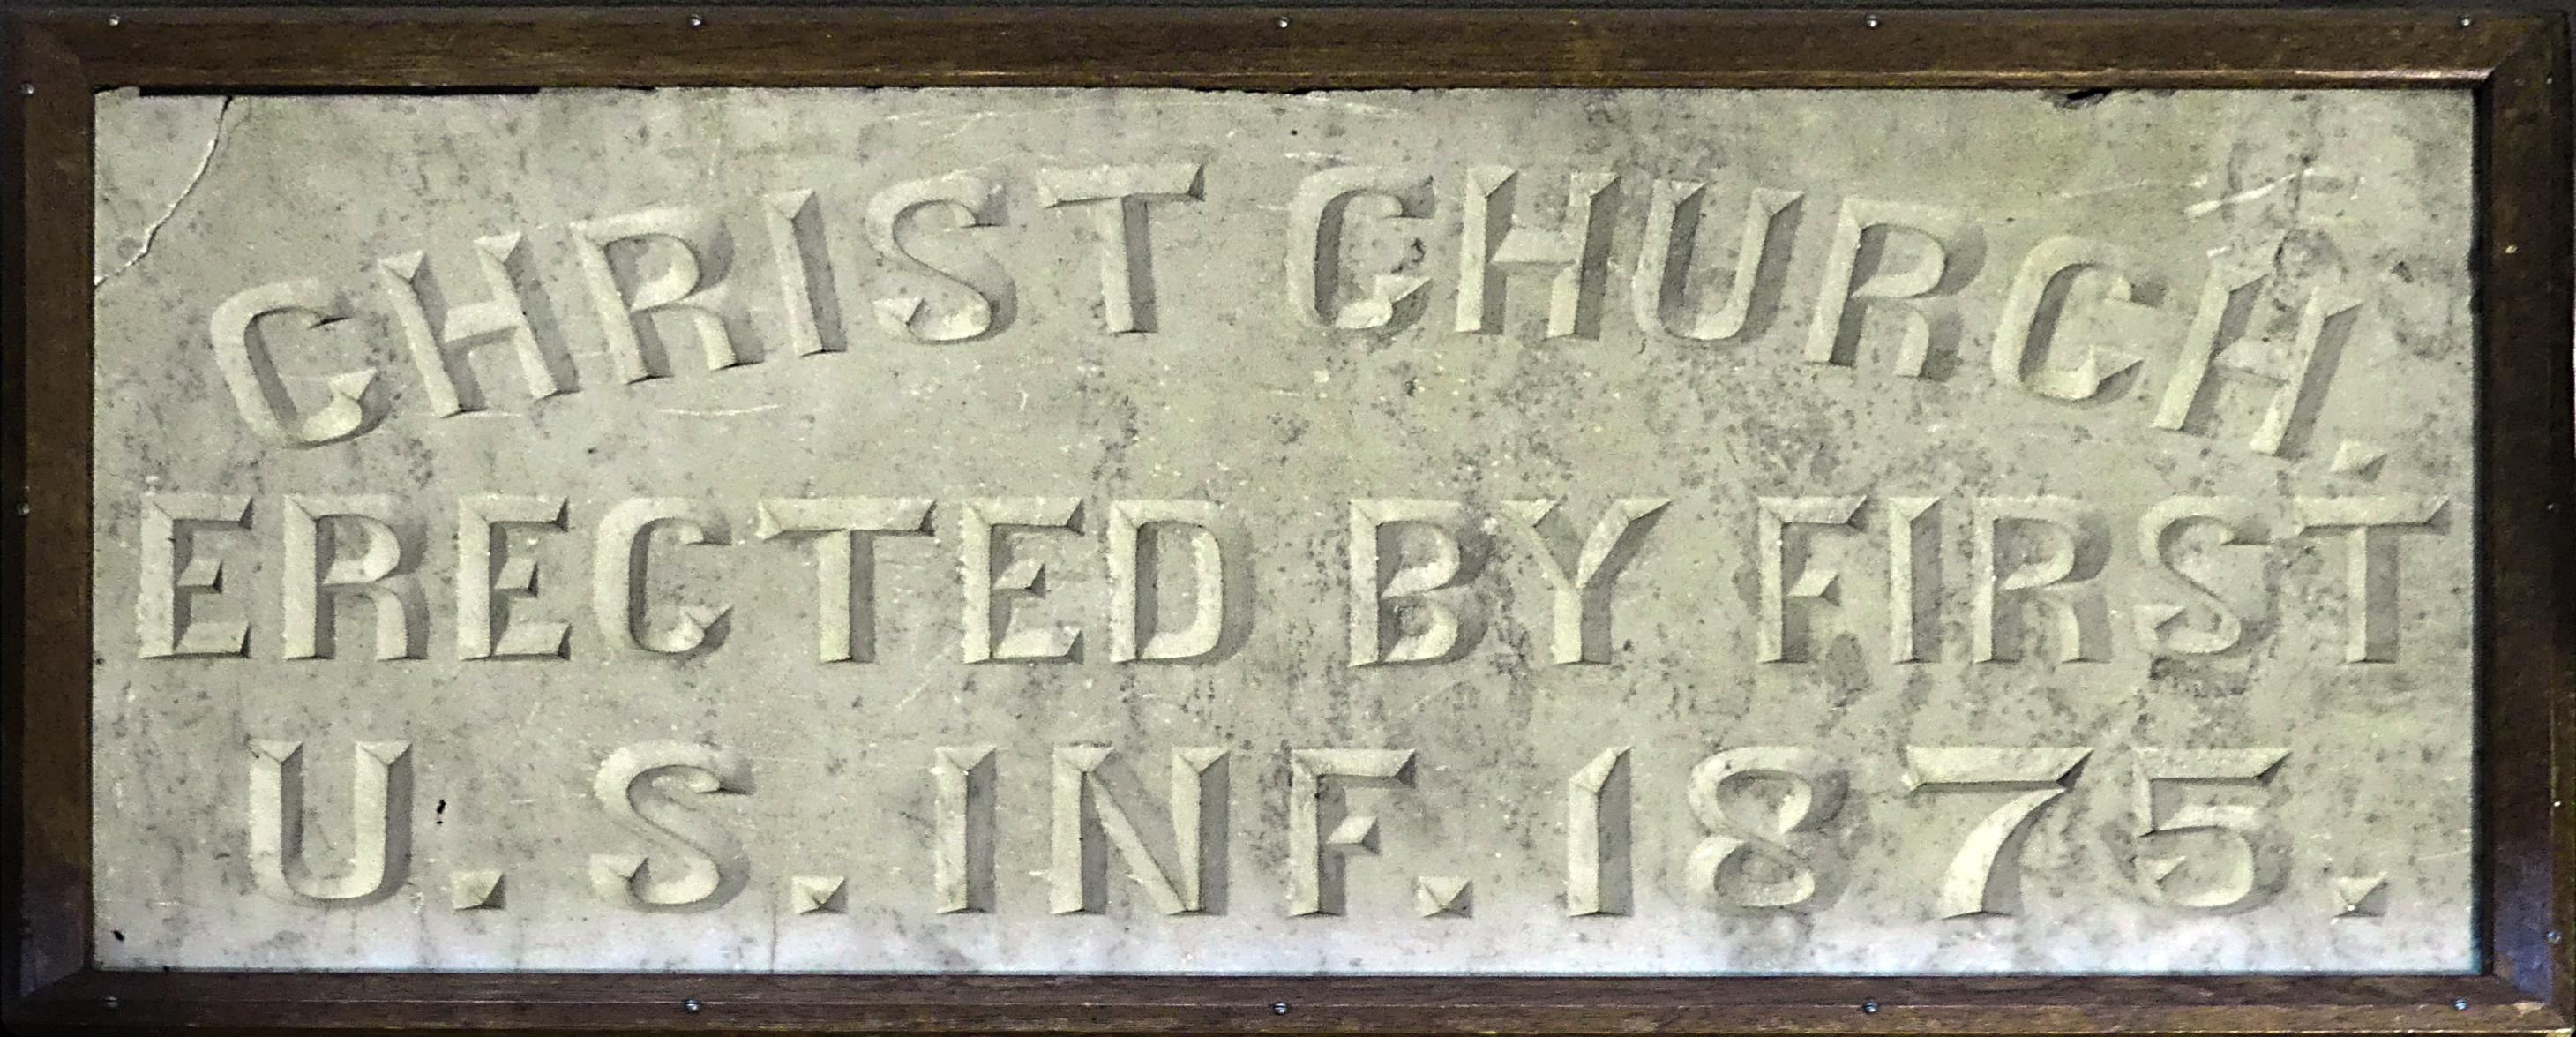 CHRIST CHURCH.
ERECTED BY FIRST
U. S. INF. 1875.